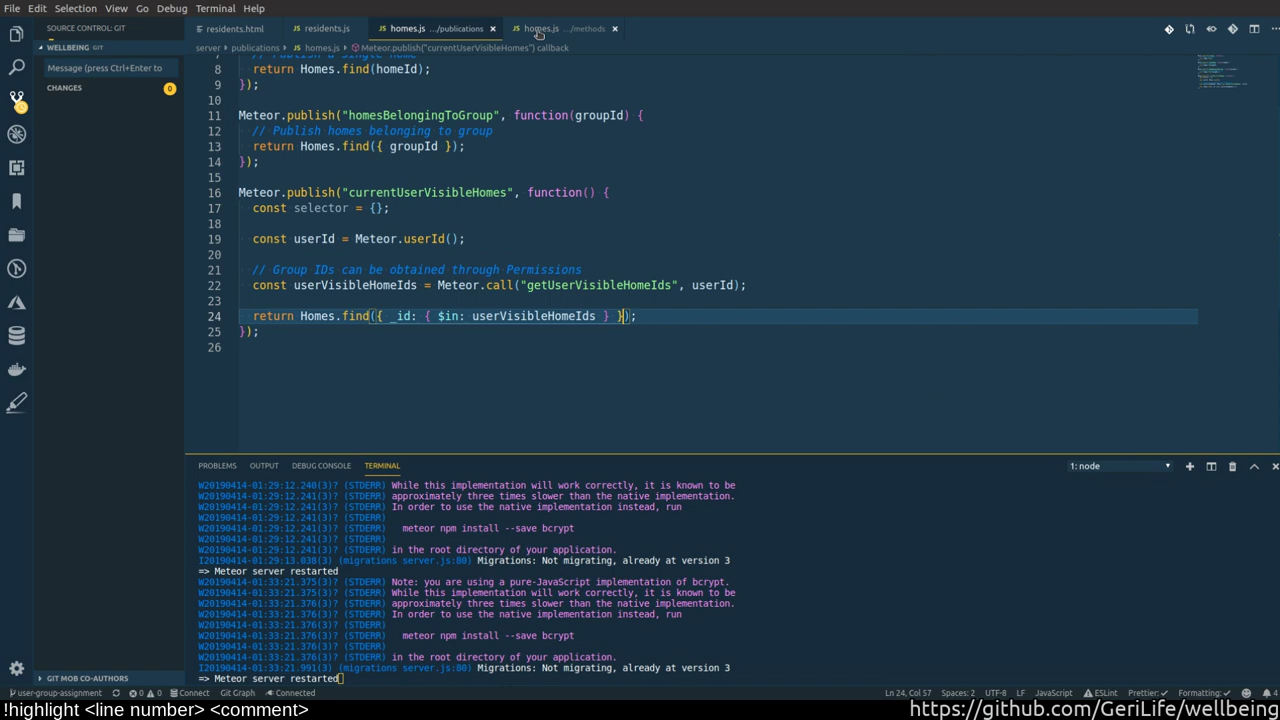 File Edit Selection View Go Debug Terminal Help
SOURCE CONTROL: GIT
WELLBEING GIT
Message (press Ctrl+Enter to
CHANGES 0
GIT MOB CO-AUTHORS
residents.html JS residents.js JS homes.js .../publications × JS homes.js .../methods ×
server › publications › JS homes.js › Meteor.publish("currentUserVisibleHomes") callback
7 // Publish a single home
8 return Homes.find(homeId);
9 });
10
11 Meteor.publish("homesBelongingToGroup", function(groupId) {
12 // Publish homes belonging to group
13 return Homes.find({ groupId });
14 });
15
16 Meteor.publish("currentUserVisibleHomes", function() {
17 const selector = {};
18
19 const userId = Meteor.userId();
20
21 // Group IDs can be obtained through Permissions
22 const userVisibleHomeIds = Meteor.call("getUserVisibleHomeIds", userId);
23
24 return Homes.find({ _id: { $in: userVisibleHomeIds } });
25 });
26
PROBLEMS OUTPUT DEBUG CONSOLE TERMINAL 1: node
W20190414-01:29:12.240(3)? (STDERR) While this implementation will work correctly, it is known to be
W20190414-01:29:12.241(3)? (STDERR) approximately three times slower than the native implementation.
W20190414-01:29:12.241(3)? (STDERR) In order to use the native implementation instead, run
W20190414-01:29:12.241(3)? (STDERR)
W20190414-01:29:12.241(3)? (STDERR) meteor npm install --save bcrypt
W20190414-01:29:12.241(3)? (STDERR)
W20190414-01:29:12.241(3)? (STDERR) in the root directory of your application.
I20190414-01:29:13.038(3) (migrations server.js:80) Migrations: Not migrating, already at version 3
=> Meteor server restarted
W20190414-01:33:21.375(3)? (STDERR) Note: you are using a pure-JavaScript implementation of bcrypt.
W20190414-01:33:21.375(3)? (STDERR) While this implementation will work correctly, it is known to be
W20190414-01:33:21.376(3)? (STDERR) approximately three times slower than the native implementation.
W20190414-01:33:21.376(3)? (STDERR) In order to use the native implementation instead, run
W20190414-01:33:21.376(3)? (STDERR)
W20190414-01:33:21.376(3)? (STDERR) meteor npm install --save bcrypt
W20190414-01:33:21.376(3)? (STDERR)
W20190414-01:33:21.376(3)? (STDERR) in the root directory of your application.
I20190414-01:33:21.991(3) (migrations server.js:80) Migrations: Not migrating, already at version 3
=> Meteor server restarted
user-group-assignment 0 0 Connect Git Graph Connected Ln 24, Col 57 Spaces: 2 UTF-8 LF JavaScript ESLint Prettier: ✓ Formatting: ✓ 4
!highlight <line number> <comment> https://github.com/GeriLife/wellbeing